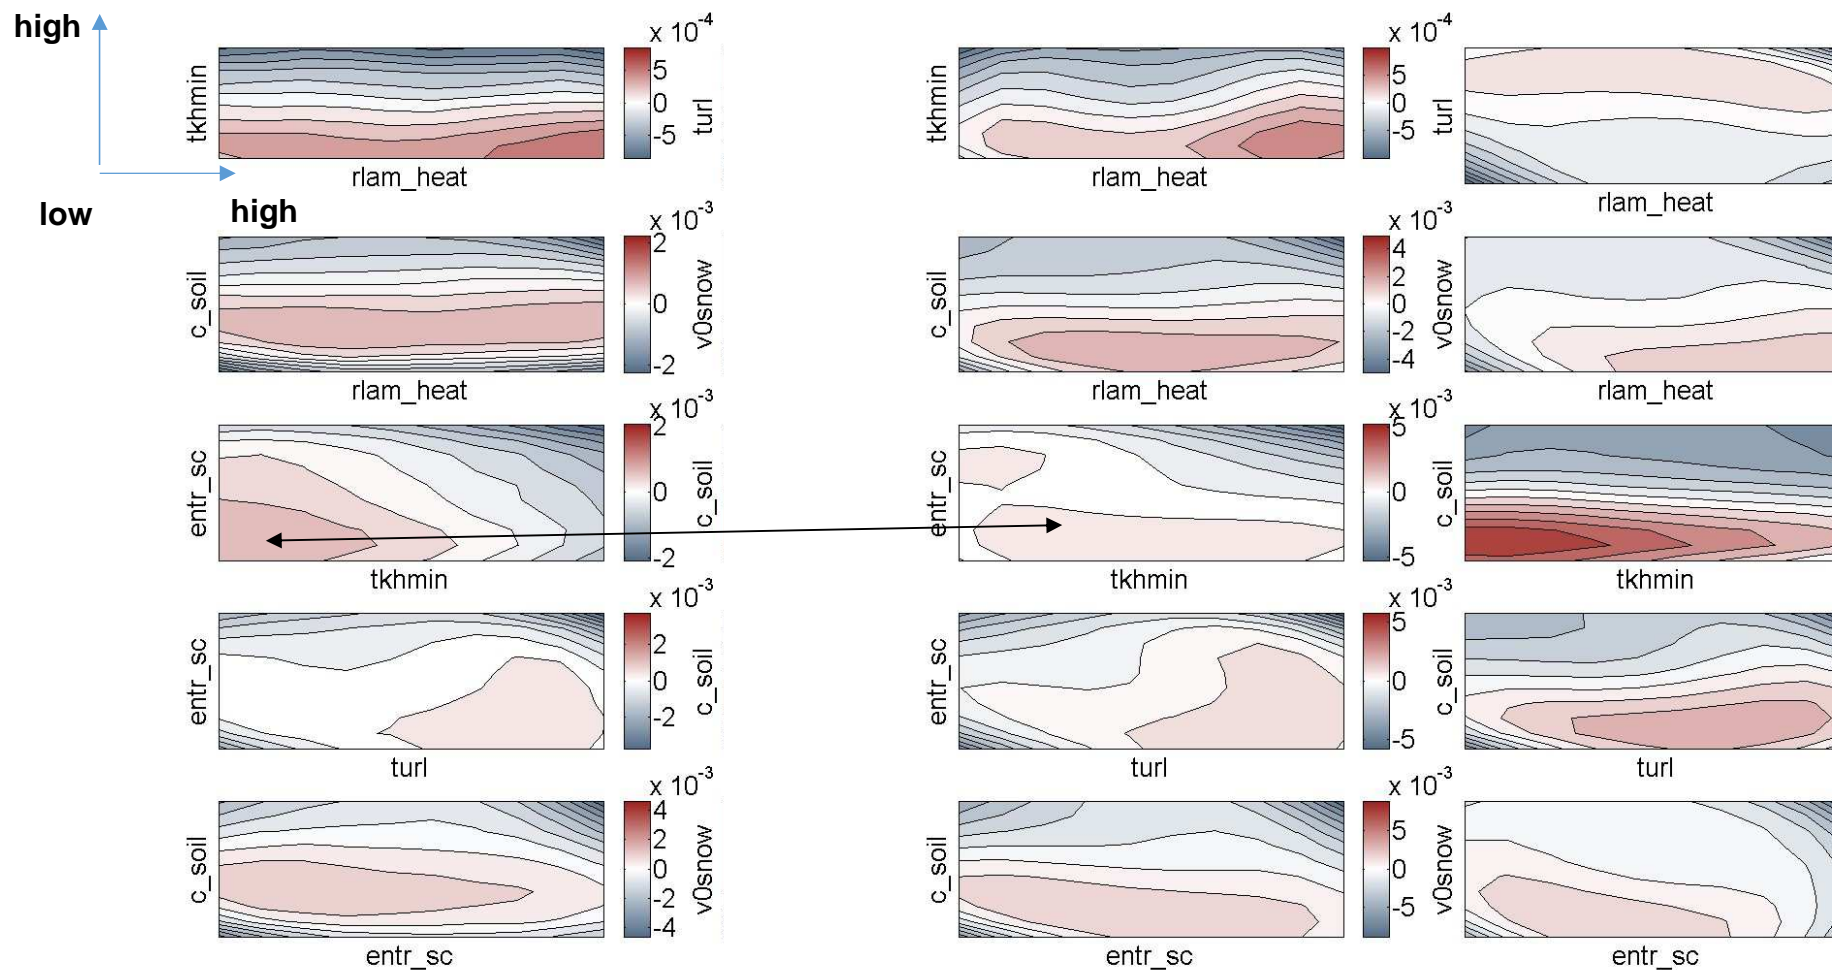 high
x 10-4
x 10-4
tkhmin
5
0
-5
turl
tkhmin
5
0
-5
turl
rlam_heat
rlam_heat
rlam_heat
low
high
x 10-3
x 10-3
c_soil
2
0
-2
v0snow
c_soil
4
2
0
-2
-4
v0snow
rlam_heat
rlam_heat
rlam_heat
x 10-3
x 10-3
entr_sc
2
0
-2
c_soil
entr_sc
5
0
-5
c_soil
tkhmin
tkhmin
tkhmin
x 10-3
x 10-3
entr_sc
2
0
-2
c_soil
entr_sc
5
0
-5
c_soil
turl
turl
turl
x 10-3
x 10-3
c_soil
4
2
0
-2
-4
v0snow
c_soil
5
0
-5
v0snow
entr_sc
entr_sc
entr_sc